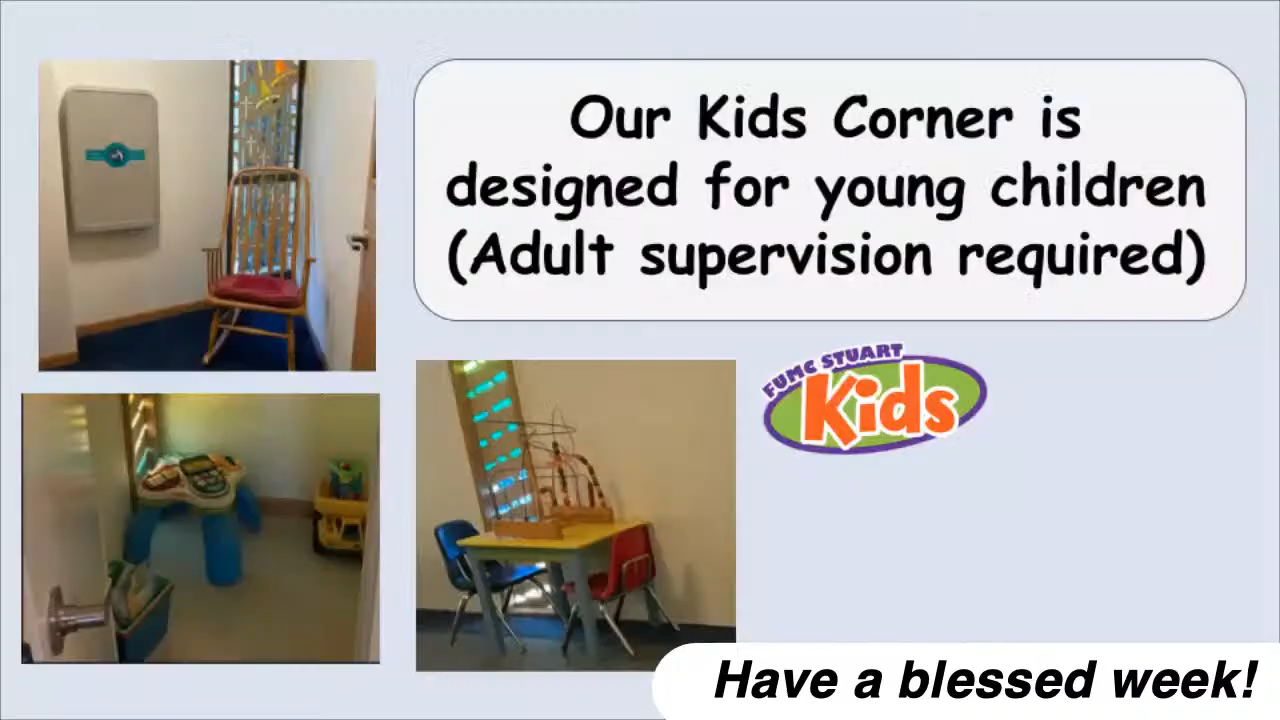 Our Kids Corner is
designed for young children
(Adult supervision required)
FUMC STUART
Kids
Have a blessed week!